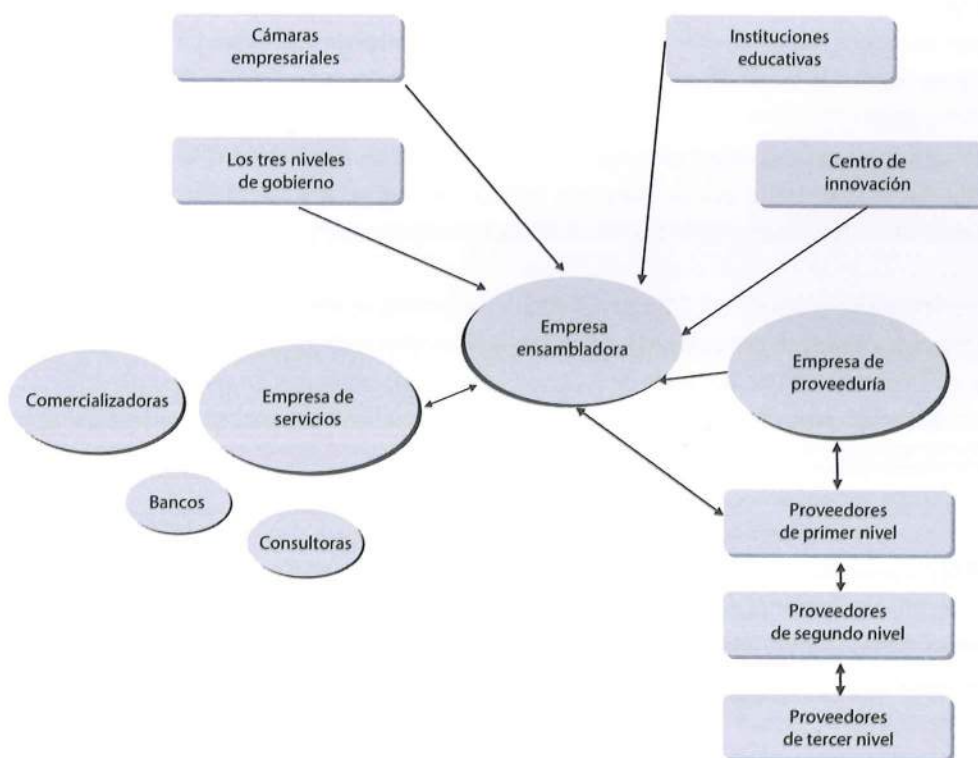 Cámaras
empresariales
Instituciones
educativas
Los tres niveles
de gobierno
Centro de
innovación
Empresa
ensambladora
Empresa de
proveeduría
Comercializadoras
Empresa de
servicios
Bancos
Consultoras
Proveedores
de primer nivel
Proveedores
de segundo nivel
Proveedores
de tercer nivel